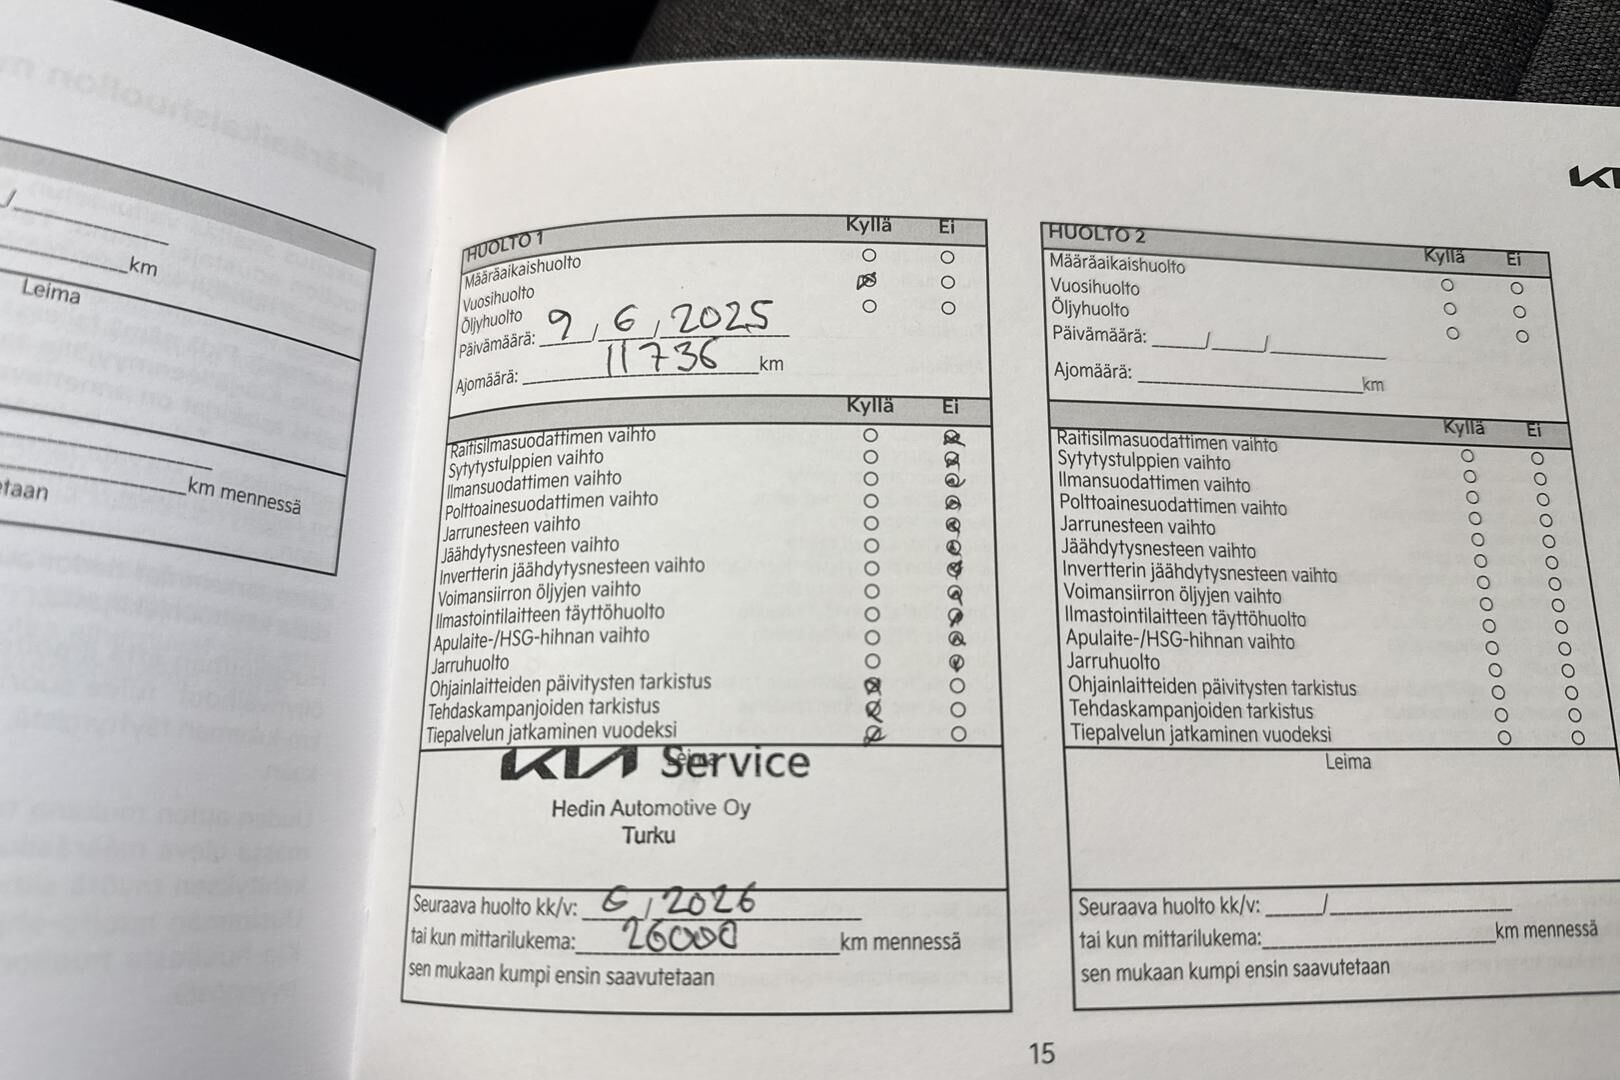 km
Leima
km mennessä
etaan
KIA
HUOLTO 1 Kyllä Ei
Määräaikaishuolto
Vuosihuolto
Öljyhuolto
Päivämäärä: 9 / 6 / 2025
Ajomäärä: 11736 km
Kyllä Ei
Raitisilmasuodattimen vaihto
Sytytystulppien vaihto
Ilmansuodattimen vaihto
Polttoainesuodattimen vaihto
Jarrunesteen vaihto
Jäähdytysnesteen vaihto
Invertterin jäähdytysnesteen vaihto
Voimansiirron öljyjen vaihto
Ilmastointilaitteen täyttöhuolto
Apulaite-/HSG-hihnan vaihto
Jarruhuolto
Ohjainlaitteiden päivitysten tarkistus
Tehdaskampanjoiden tarkistus
Tiepalvelun jatkaminen vuodeksi
Leima
KIA Service
Hedin Automotive Oy
Turku
Seuraava huolto kk/v: 6 / 2026
tai kun mittarilukema: 26000 km mennessä
sen mukaan kumpi ensin saavutetaan
HUOLTO 2 Kyllä Ei
Määräaikaishuolto
Vuosihuolto
Öljyhuolto
Päivämäärä: / /
Ajomäärä: km
Kyllä Ei
Raitisilmasuodattimen vaihto
Sytytystulppien vaihto
Ilmansuodattimen vaihto
Polttoainesuodattimen vaihto
Jarrunesteen vaihto
Jäähdytysnesteen vaihto
Invertterin jäähdytysnesteen vaihto
Voimansiirron öljyjen vaihto
Ilmastointilaitteen täyttöhuolto
Apulaite-/HSG-hihnan vaihto
Jarruhuolto
Ohjainlaitteiden päivitysten tarkistus
Tehdaskampanjoiden tarkistus
Tiepalvelun jatkaminen vuodeksi
Leima
Seuraava huolto kk/v: /
tai kun mittarilukema: km mennessä
sen mukaan kumpi ensin saavutetaan
15